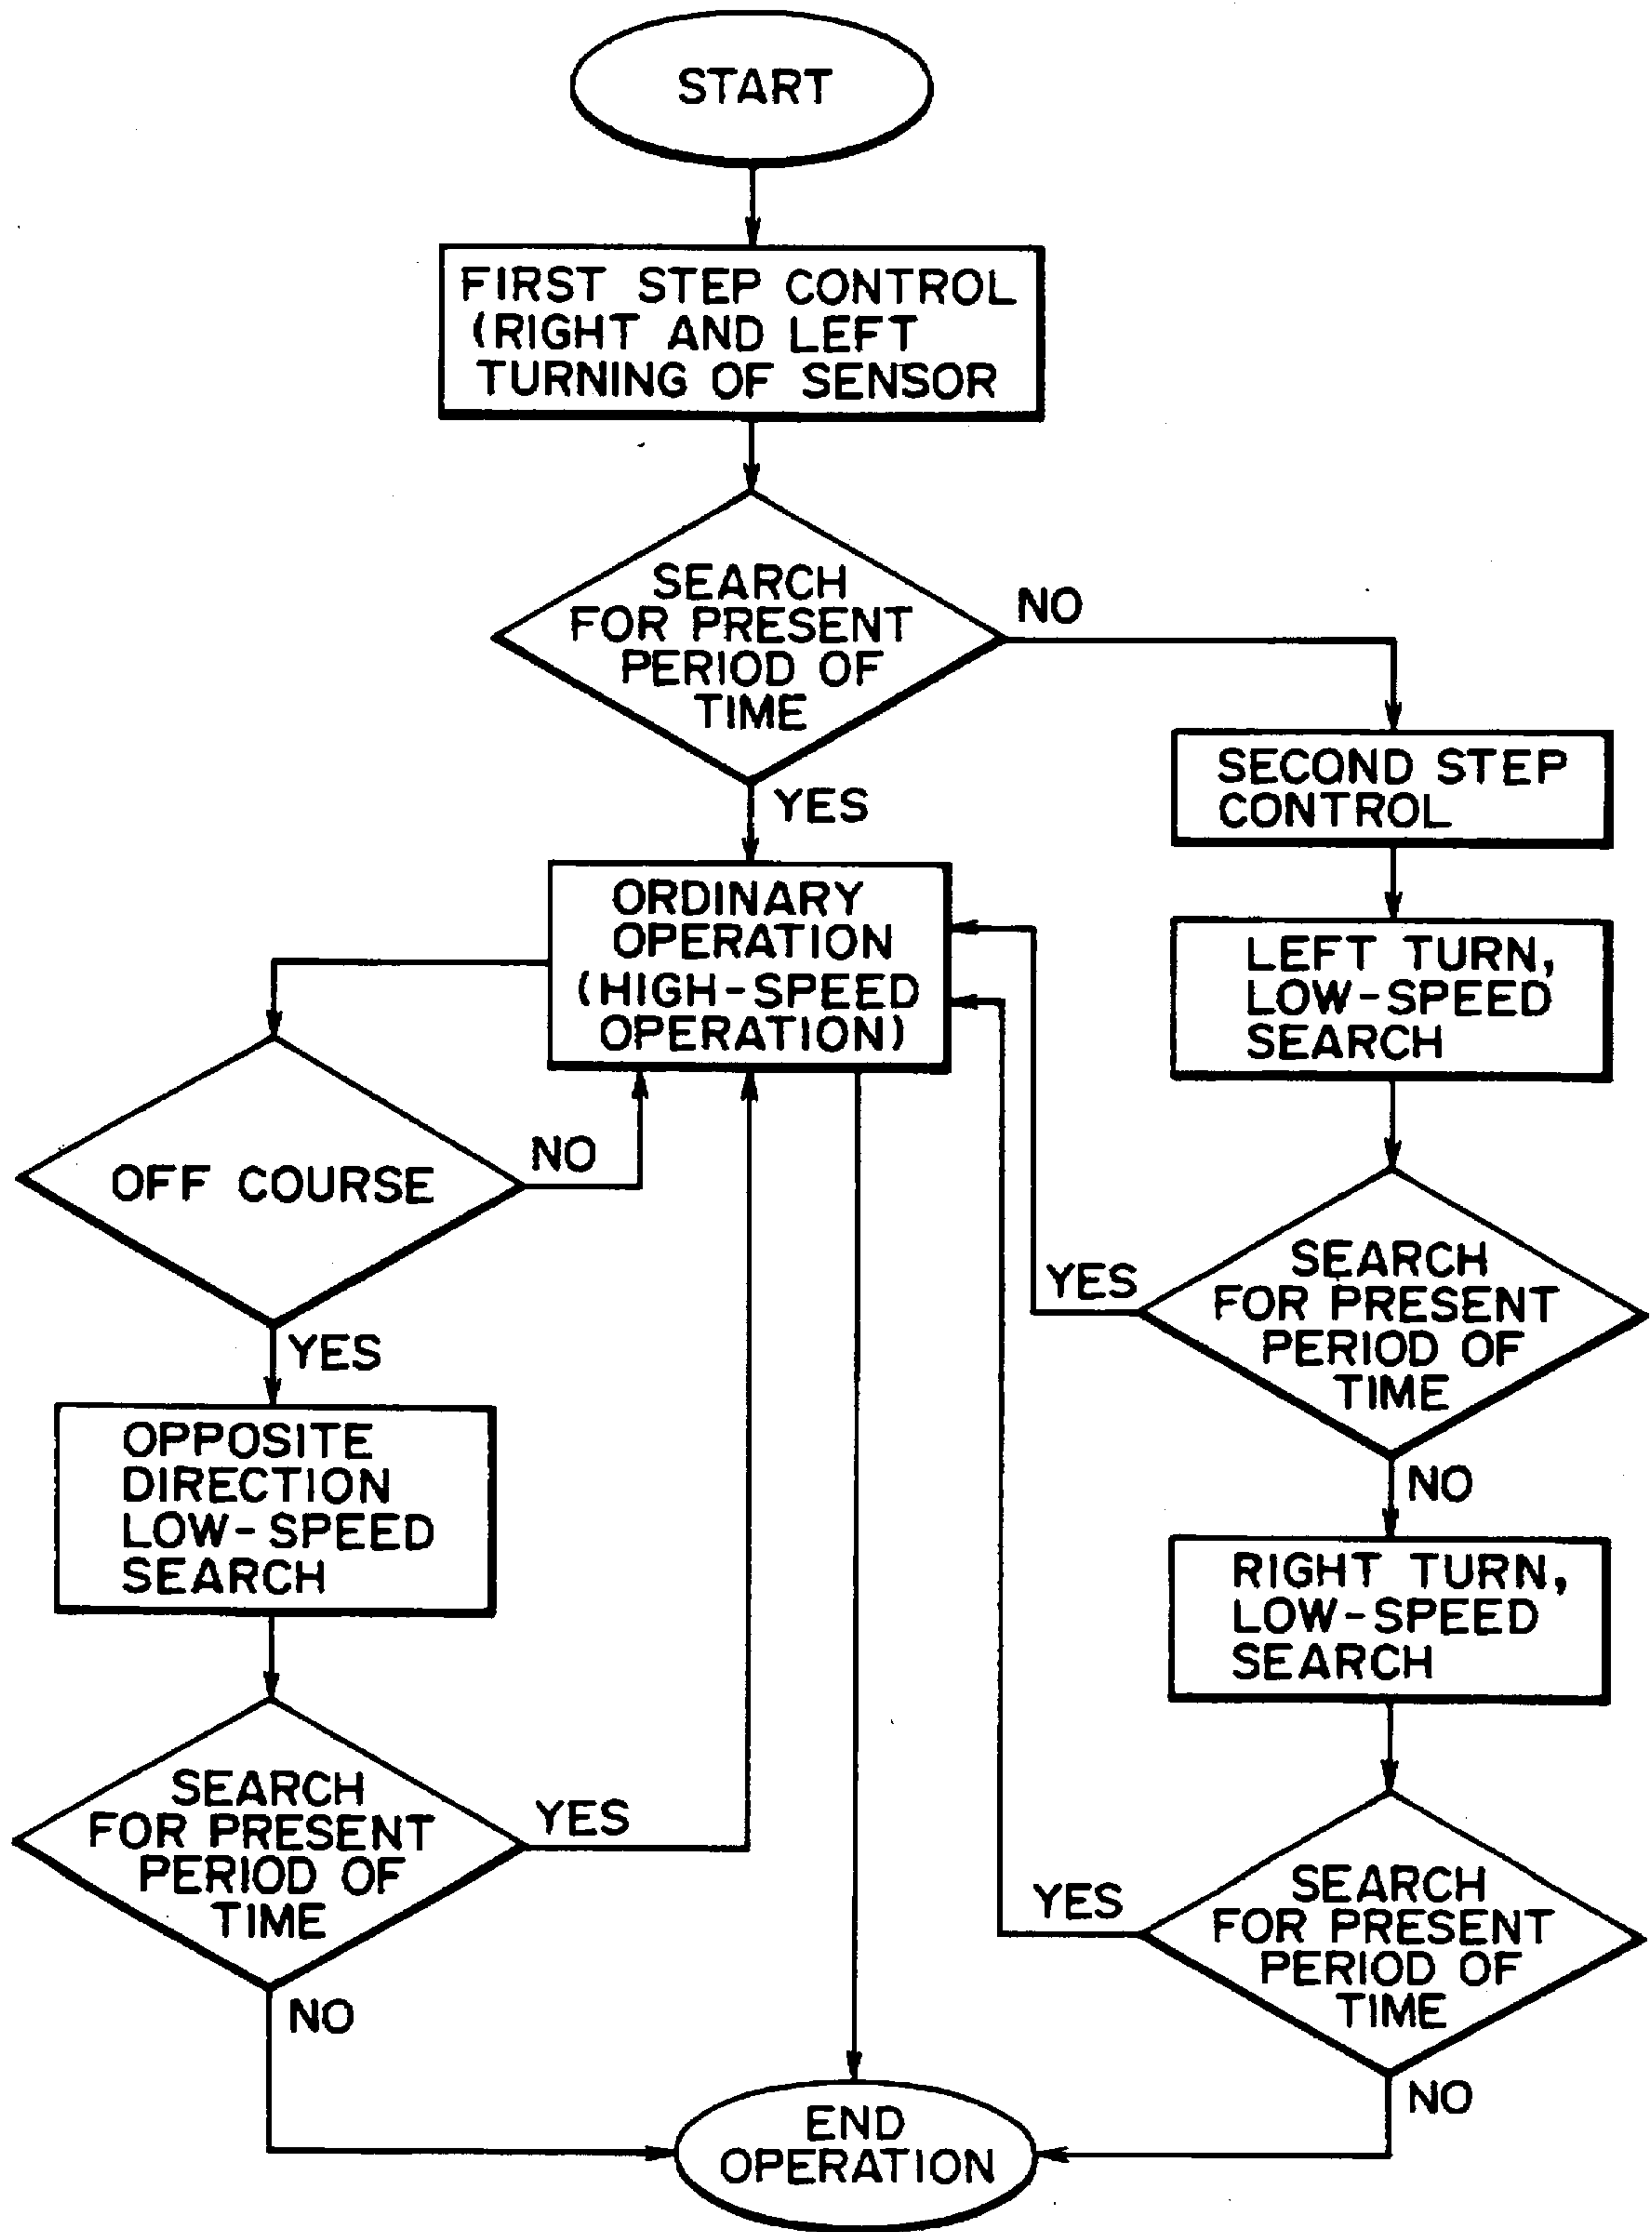 START
FIRST STEP CONTROL
(RIGHT AND LEFT
TURNING OF SENSOR
SEARCH
FOR PRESENT
PERIOD OF
TIME
NO
YES
SECOND STEP
CONTROL
ORDINARY
OPERATION
(HIGH-SPEED
OPERATION)
LEFT TURN,
LOW-SPEED
SEARCH
OFF COURSE
NO
YES
SEARCH
FOR PRESENT
PERIOD OF
TIME
YES
NO
OPPOSITE
DIRECTION
LOW-SPEED
SEARCH
RIGHT TURN,
LOW-SPEED
SEARCH
SEARCH
FOR PRESENT
PERIOD OF
TIME
YES
NO
SEARCH
FOR PRESENT
PERIOD OF
TIME
YES
NO
END
OPERATION